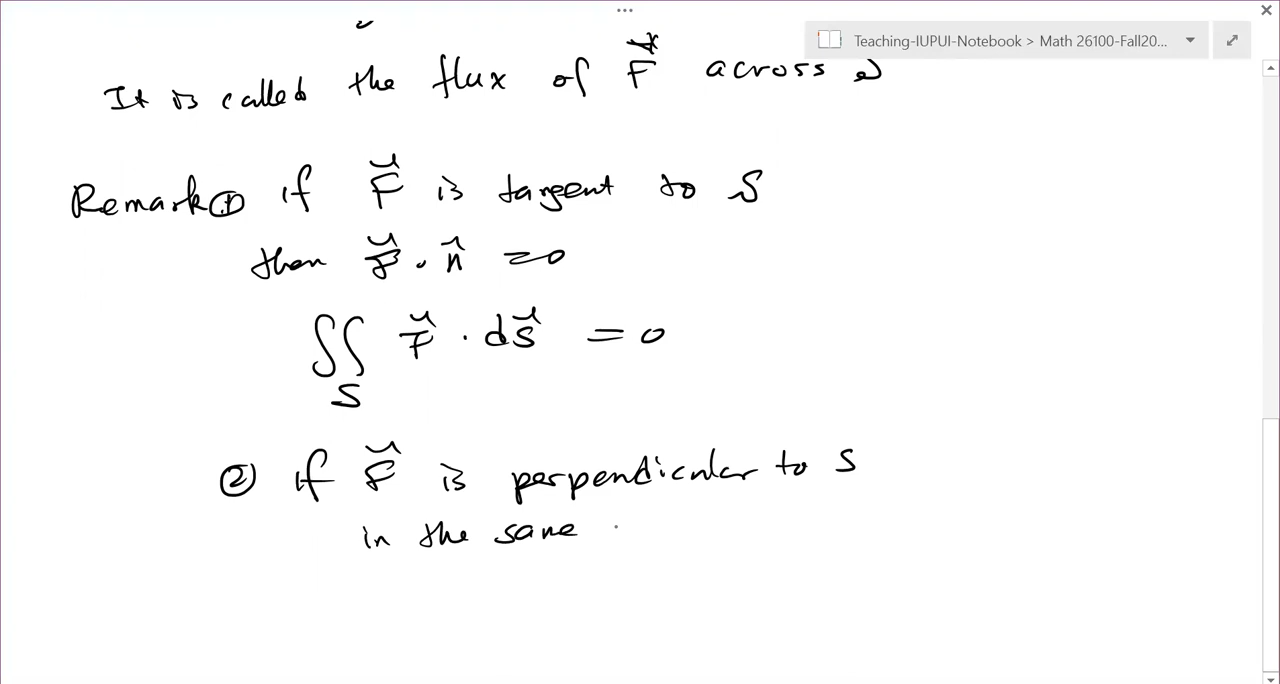 Teaching-IUPUI-Notebook > Math 26100-Fall20...
It is called the flux of F⃗ across S
Remark ① if F⃗ is tangent to S
then F⃗ · n⃗ = 0
∬_S F⃗ · dS⃗ = 0
② if F⃗ is perpendicular to S
in the same